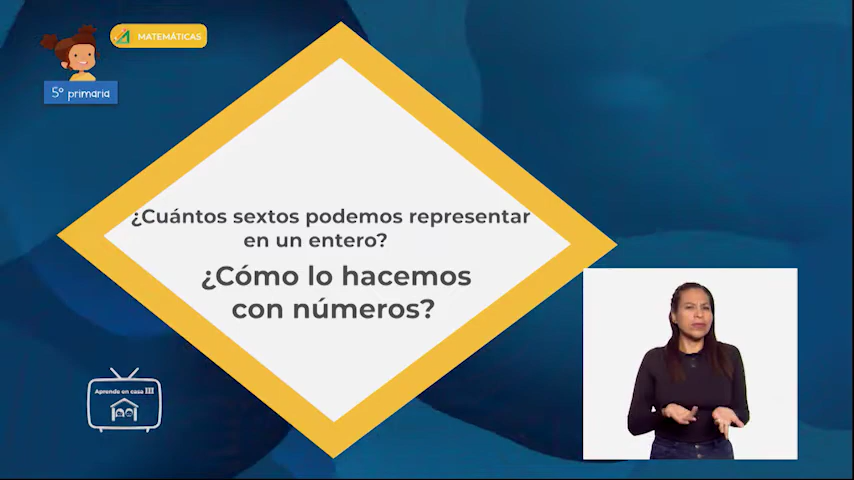 MATEMÁTICAS
5° primaria
¿Cuántos sextos podemos representar
en un entero?
¿Cómo lo hacemos
con números?
Aprende en casa III